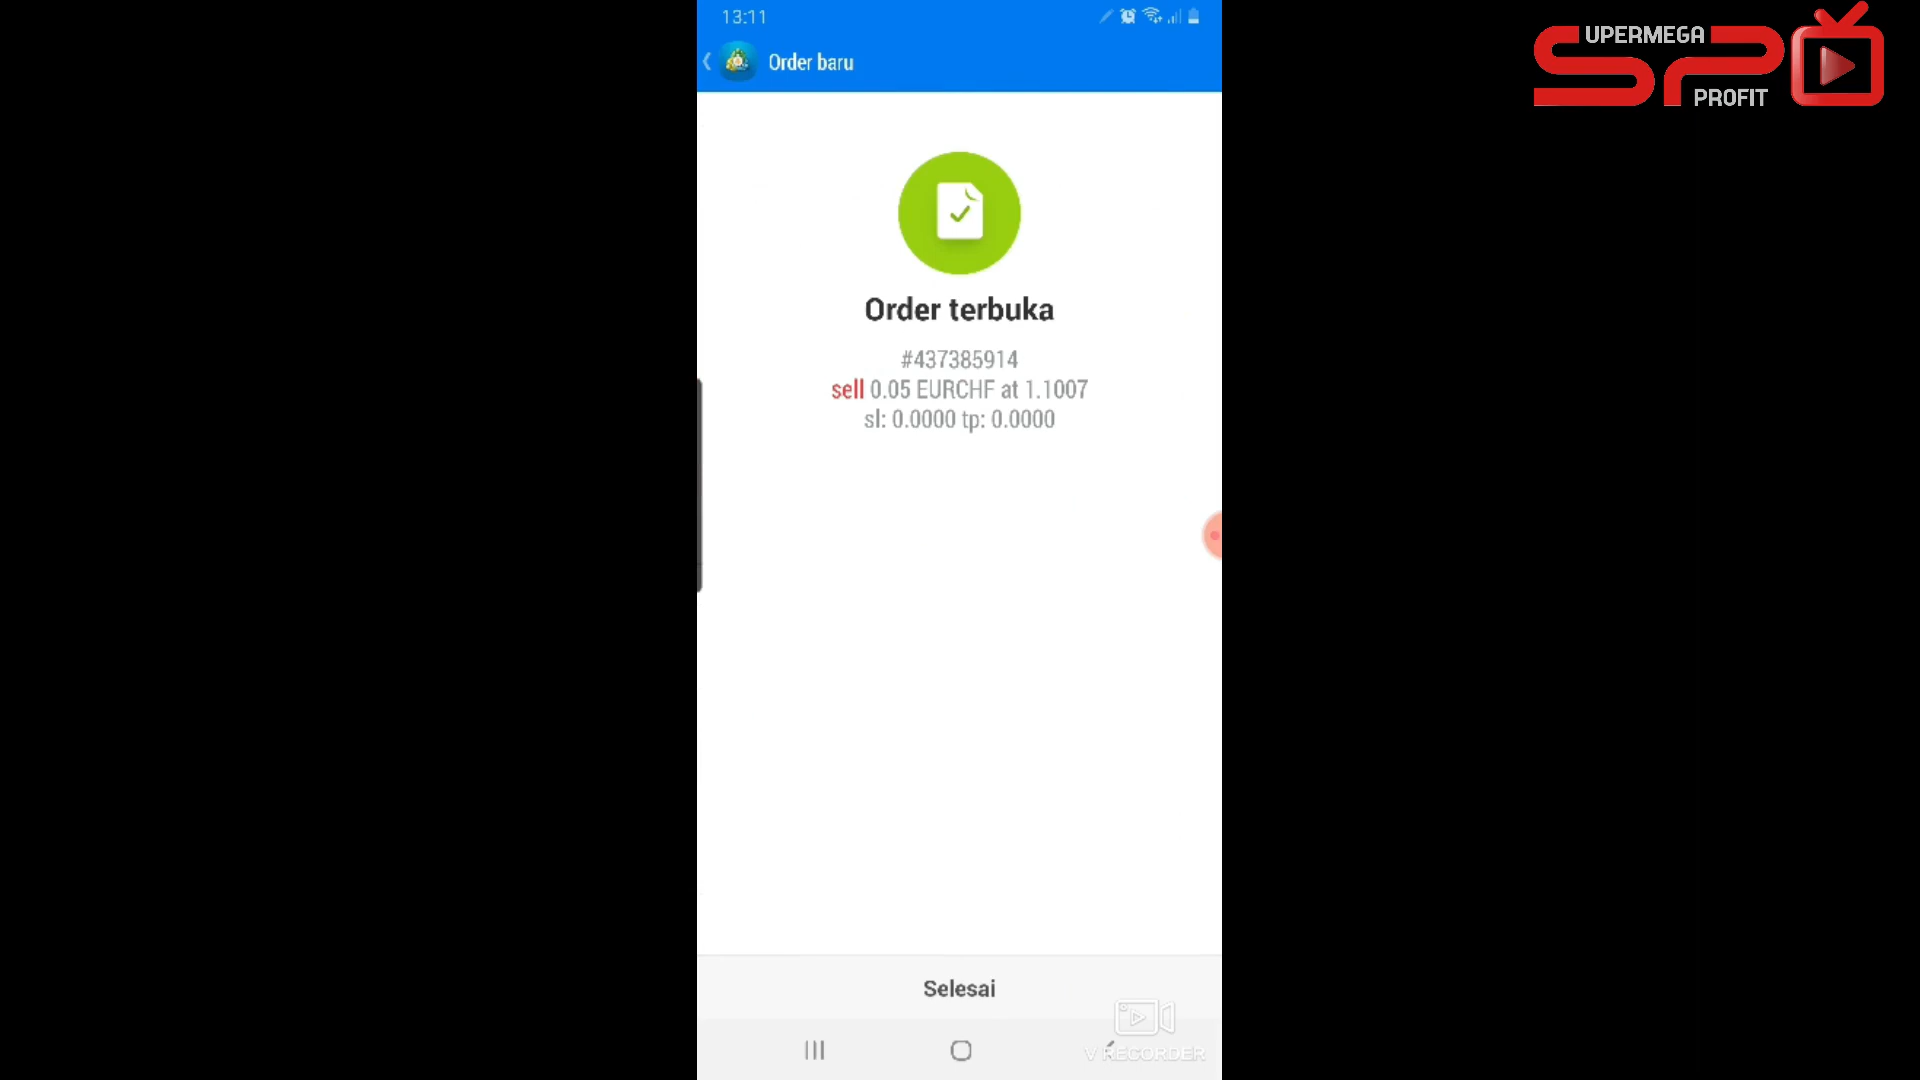 13:11
Order baru
UPERMEGA
SP
PROFIT
Order terbuka
#437385914
sell 0.05 EURCHF at 1.1007
sl: 0.0000 tp: 0.0000
Selesai
V RECORDER